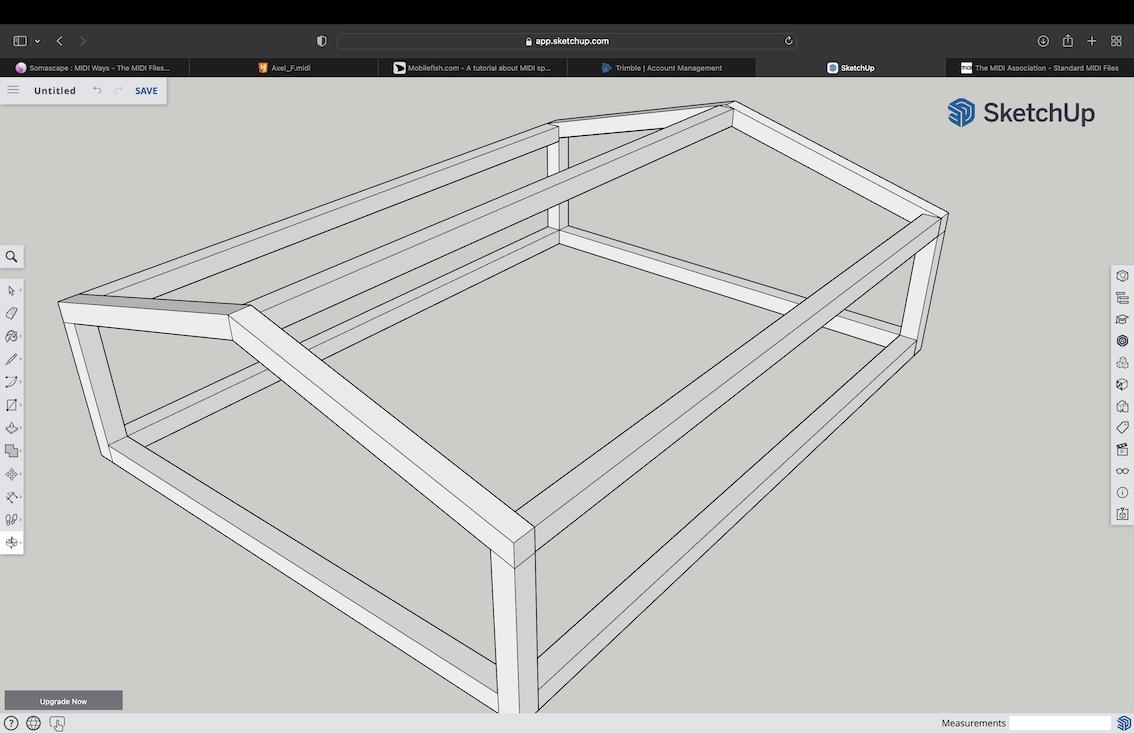 app.sketchup.com
Somascape : MIDI Ways - The MIDI Files...
Axel_F.midi
Mobilefish.com - A tutorial about MIDI sp...
Trimble | Account Management
SketchUp
The MIDI Association - Standard MIDI Files
Untitled
SAVE
SketchUp
Upgrade Now
Measurements